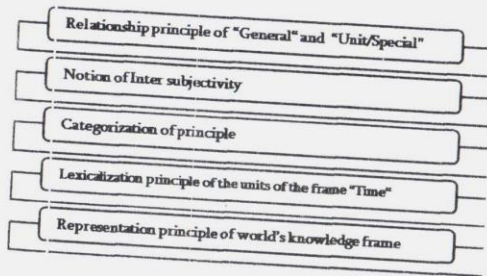 Relationship principle of "General" and "Unit/Special"
Notion of Inter subjectivity
Categorization of principle
Lexicalization principle of the units of the frame "Time"
Representation principle of world's knowledge frame